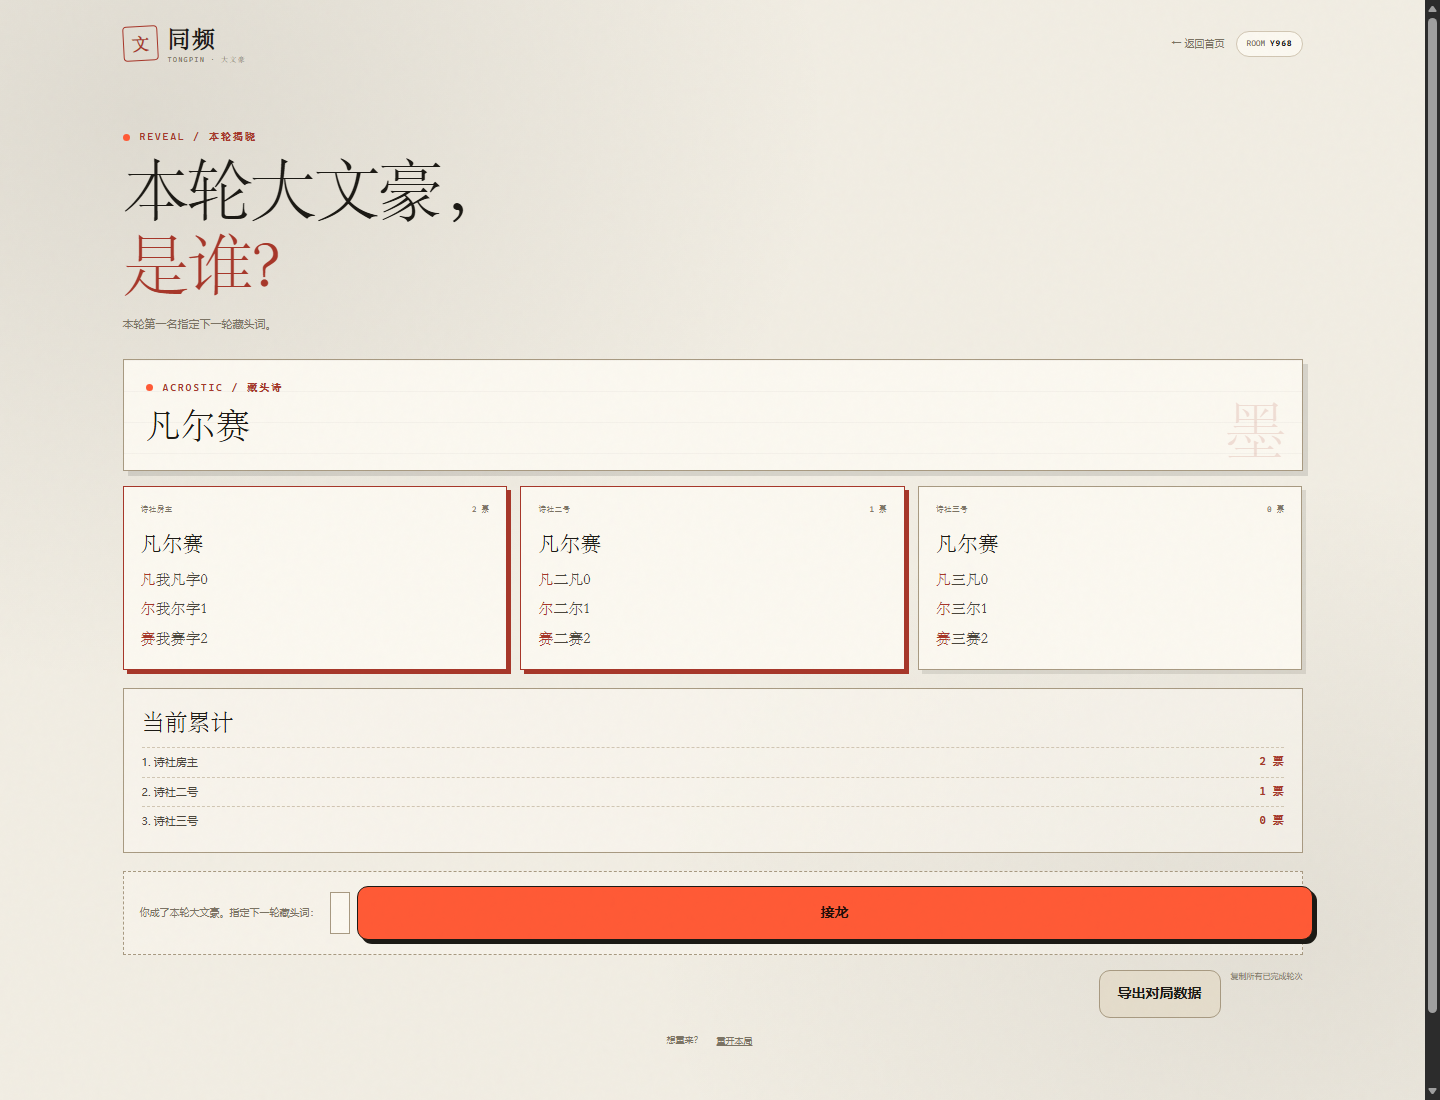 文
同频
TONGPIN · 大文豪
← 返回首页
ROOM Y968
REVEAL / 本轮揭晓
本轮大文豪，
是谁？
本轮第一名指定下一轮藏头词。
ACROSTIC / 藏头诗
凡尔赛
墨
诗社房主
2 票
凡尔赛
凡我凡字0
尔我尔字1
赛我赛字2
诗社二号
1 票
凡尔赛
凡二凡0
尔二尔1
赛二赛2
诗社三号
0 票
凡尔赛
凡三凡0
尔三尔1
赛三赛2
当前累计
1. 诗社房主
2 票
2. 诗社二号
1 票
3. 诗社三号
0 票
你成了本轮大文豪。指定下一轮藏头词：
接龙
导出对局数据
复制所有已完成轮次
想重来？
重开本局